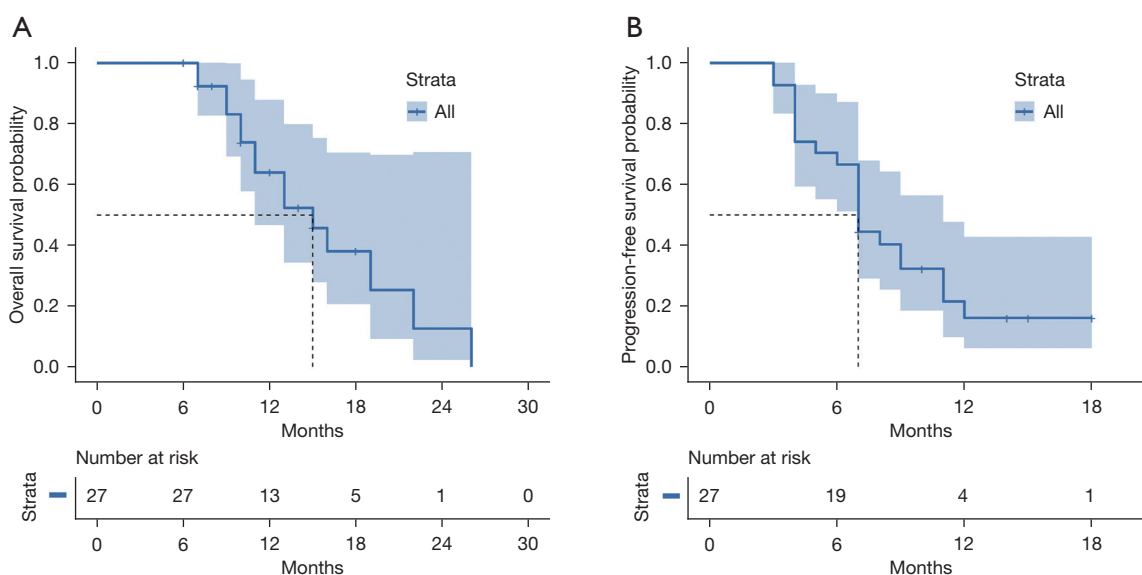 A
Overall survival probability
1.0
0.8
0.6
0.4
0.2
0.0
Strata
All
0 6 12 18 24 30
Months
Number at risk
Strata
27 27 13 5 1 0
0 6 12 18 24 30
Months
B
Progression-free survival probability
1.0
0.8
0.6
0.4
0.2
0.0
Strata
All
0 6 12 18
Months
Number at risk
Strata
27 19 4 1
0 6 12 18
Months